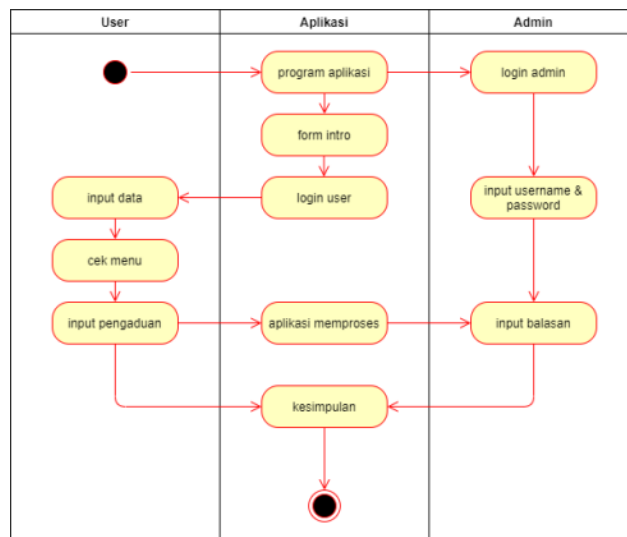 User
Aplikasi
Admin
program aplikasi
login admin
form intro
input data
login user
input username &
password
cek menu
input pengaduan
aplikasi memproses
input balasan
kesimpulan